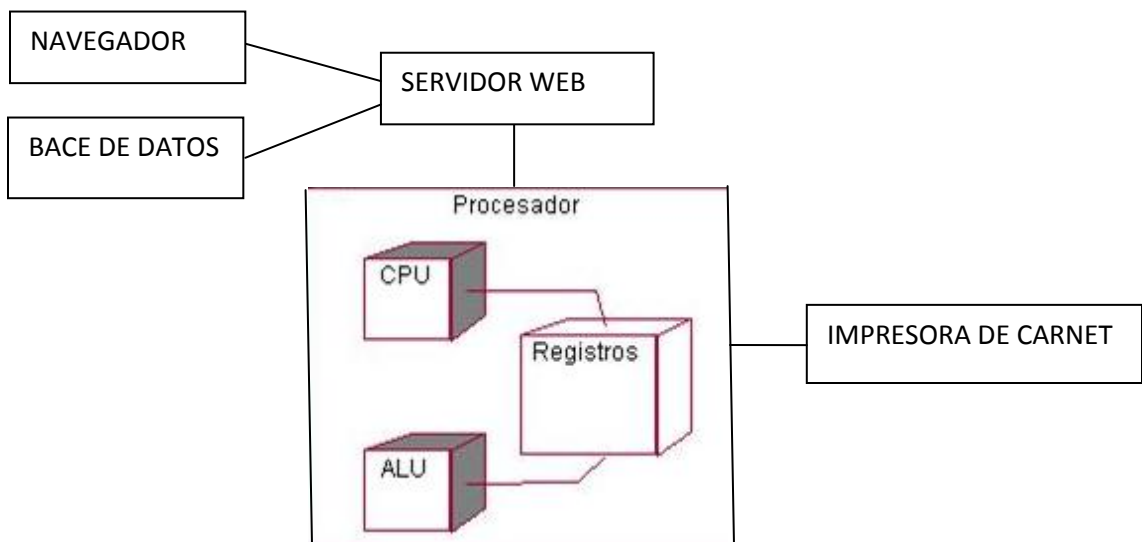 NAVEGADOR
SERVIDOR WEB
BACE DE DATOS
Procesador
CPU
Registros
IMPRESORA DE CARNET
ALU